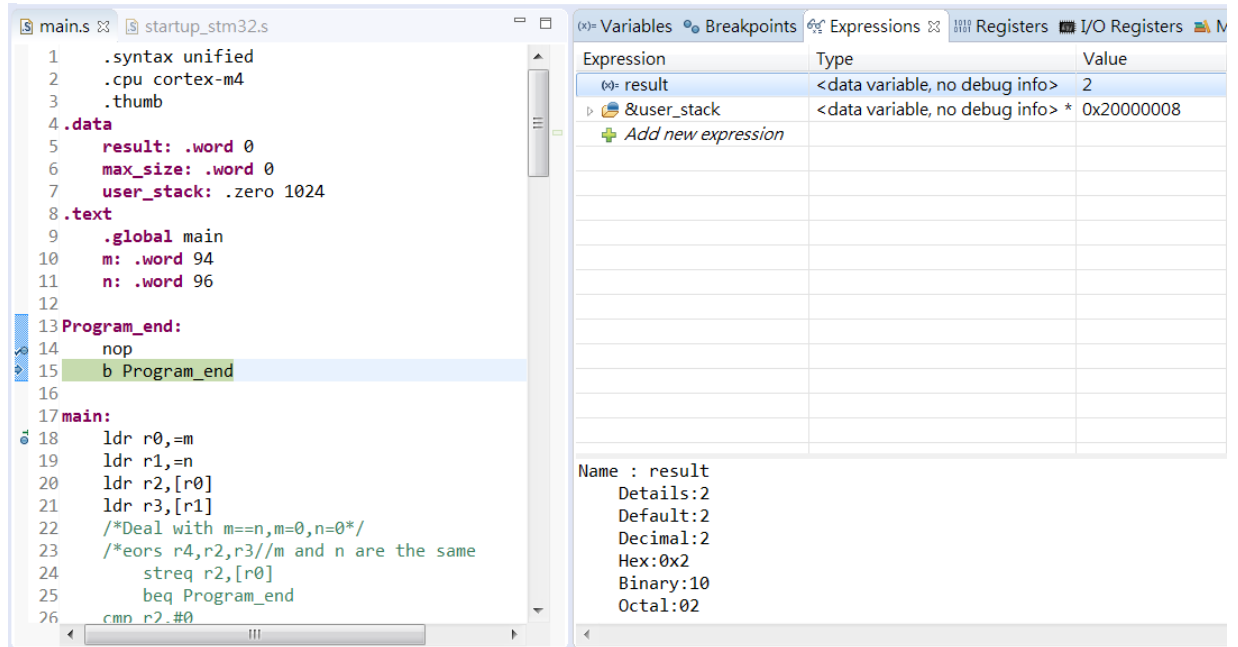 main.s startup_stm32.s
1 .syntax unified
2 .cpu cortex-m4
3 .thumb
4 .data
5 result: .word 0
6 max_size: .word 0
7 user_stack: .zero 1024
8 .text
9 .global main
10 m: .word 94
11 n: .word 96
12
13 Program_end:
14 nop
15 b Program_end
16
17 main:
18 ldr r0,=m
19 ldr r1,=n
20 ldr r2,[r0]
21 ldr r3,[r1]
22 /*Deal with m==n,m=0,n=0*/
23 /*eors r4,r2,r3//m and n are the same
24 streq r2,[r0]
25 beq Program_end
26 cmp r2,#0
(x)= Variables Breakpoints Expressions Registers I/O Registers M
Expression Type Value
(x)= result <data variable, no debug info> 2
&user_stack <data variable, no debug info> * 0x20000008
Add new expression
Name : result
Details:2
Default:2
Decimal:2
Hex:0x2
Binary:10
Octal:02